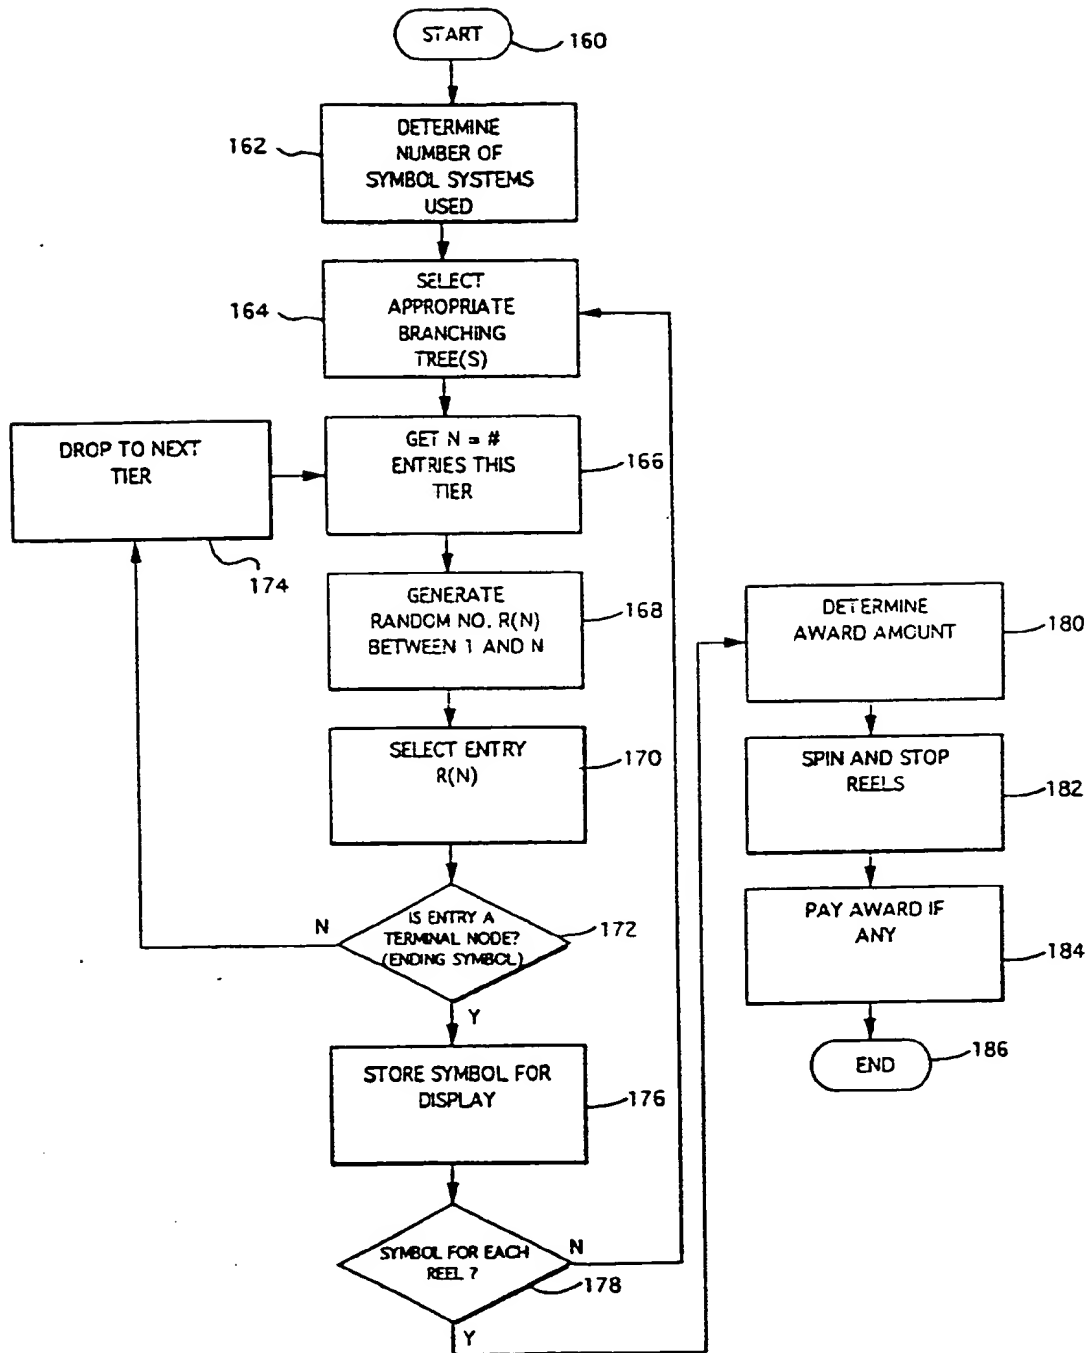 START
160
DETERMINE
NUMBER OF
SYMBOL SYSTEMS
USED
162
SELECT
APPROPRIATE
BRANCHING
TREE(S)
164
DROP TO NEXT
TIER
174
GET N = #
ENTRIES THIS
TIER
166
GENERATE
RANDOM NO. R(N)
BETWEEN 1 AND N
168
SELECT ENTRY
R(N)
170
IS ENTRY A
TERMINAL NODE?
(ENDING SYMBOL)
172
N
Y
STORE SYMBOL FOR
DISPLAY
176
SYMBOL FOR EACH
REEL ?
178
N
Y
DETERMINE
AWARD AMOUNT
180
SPIN AND STOP
REELS
182
PAY AWARD IF
ANY
184
END
186